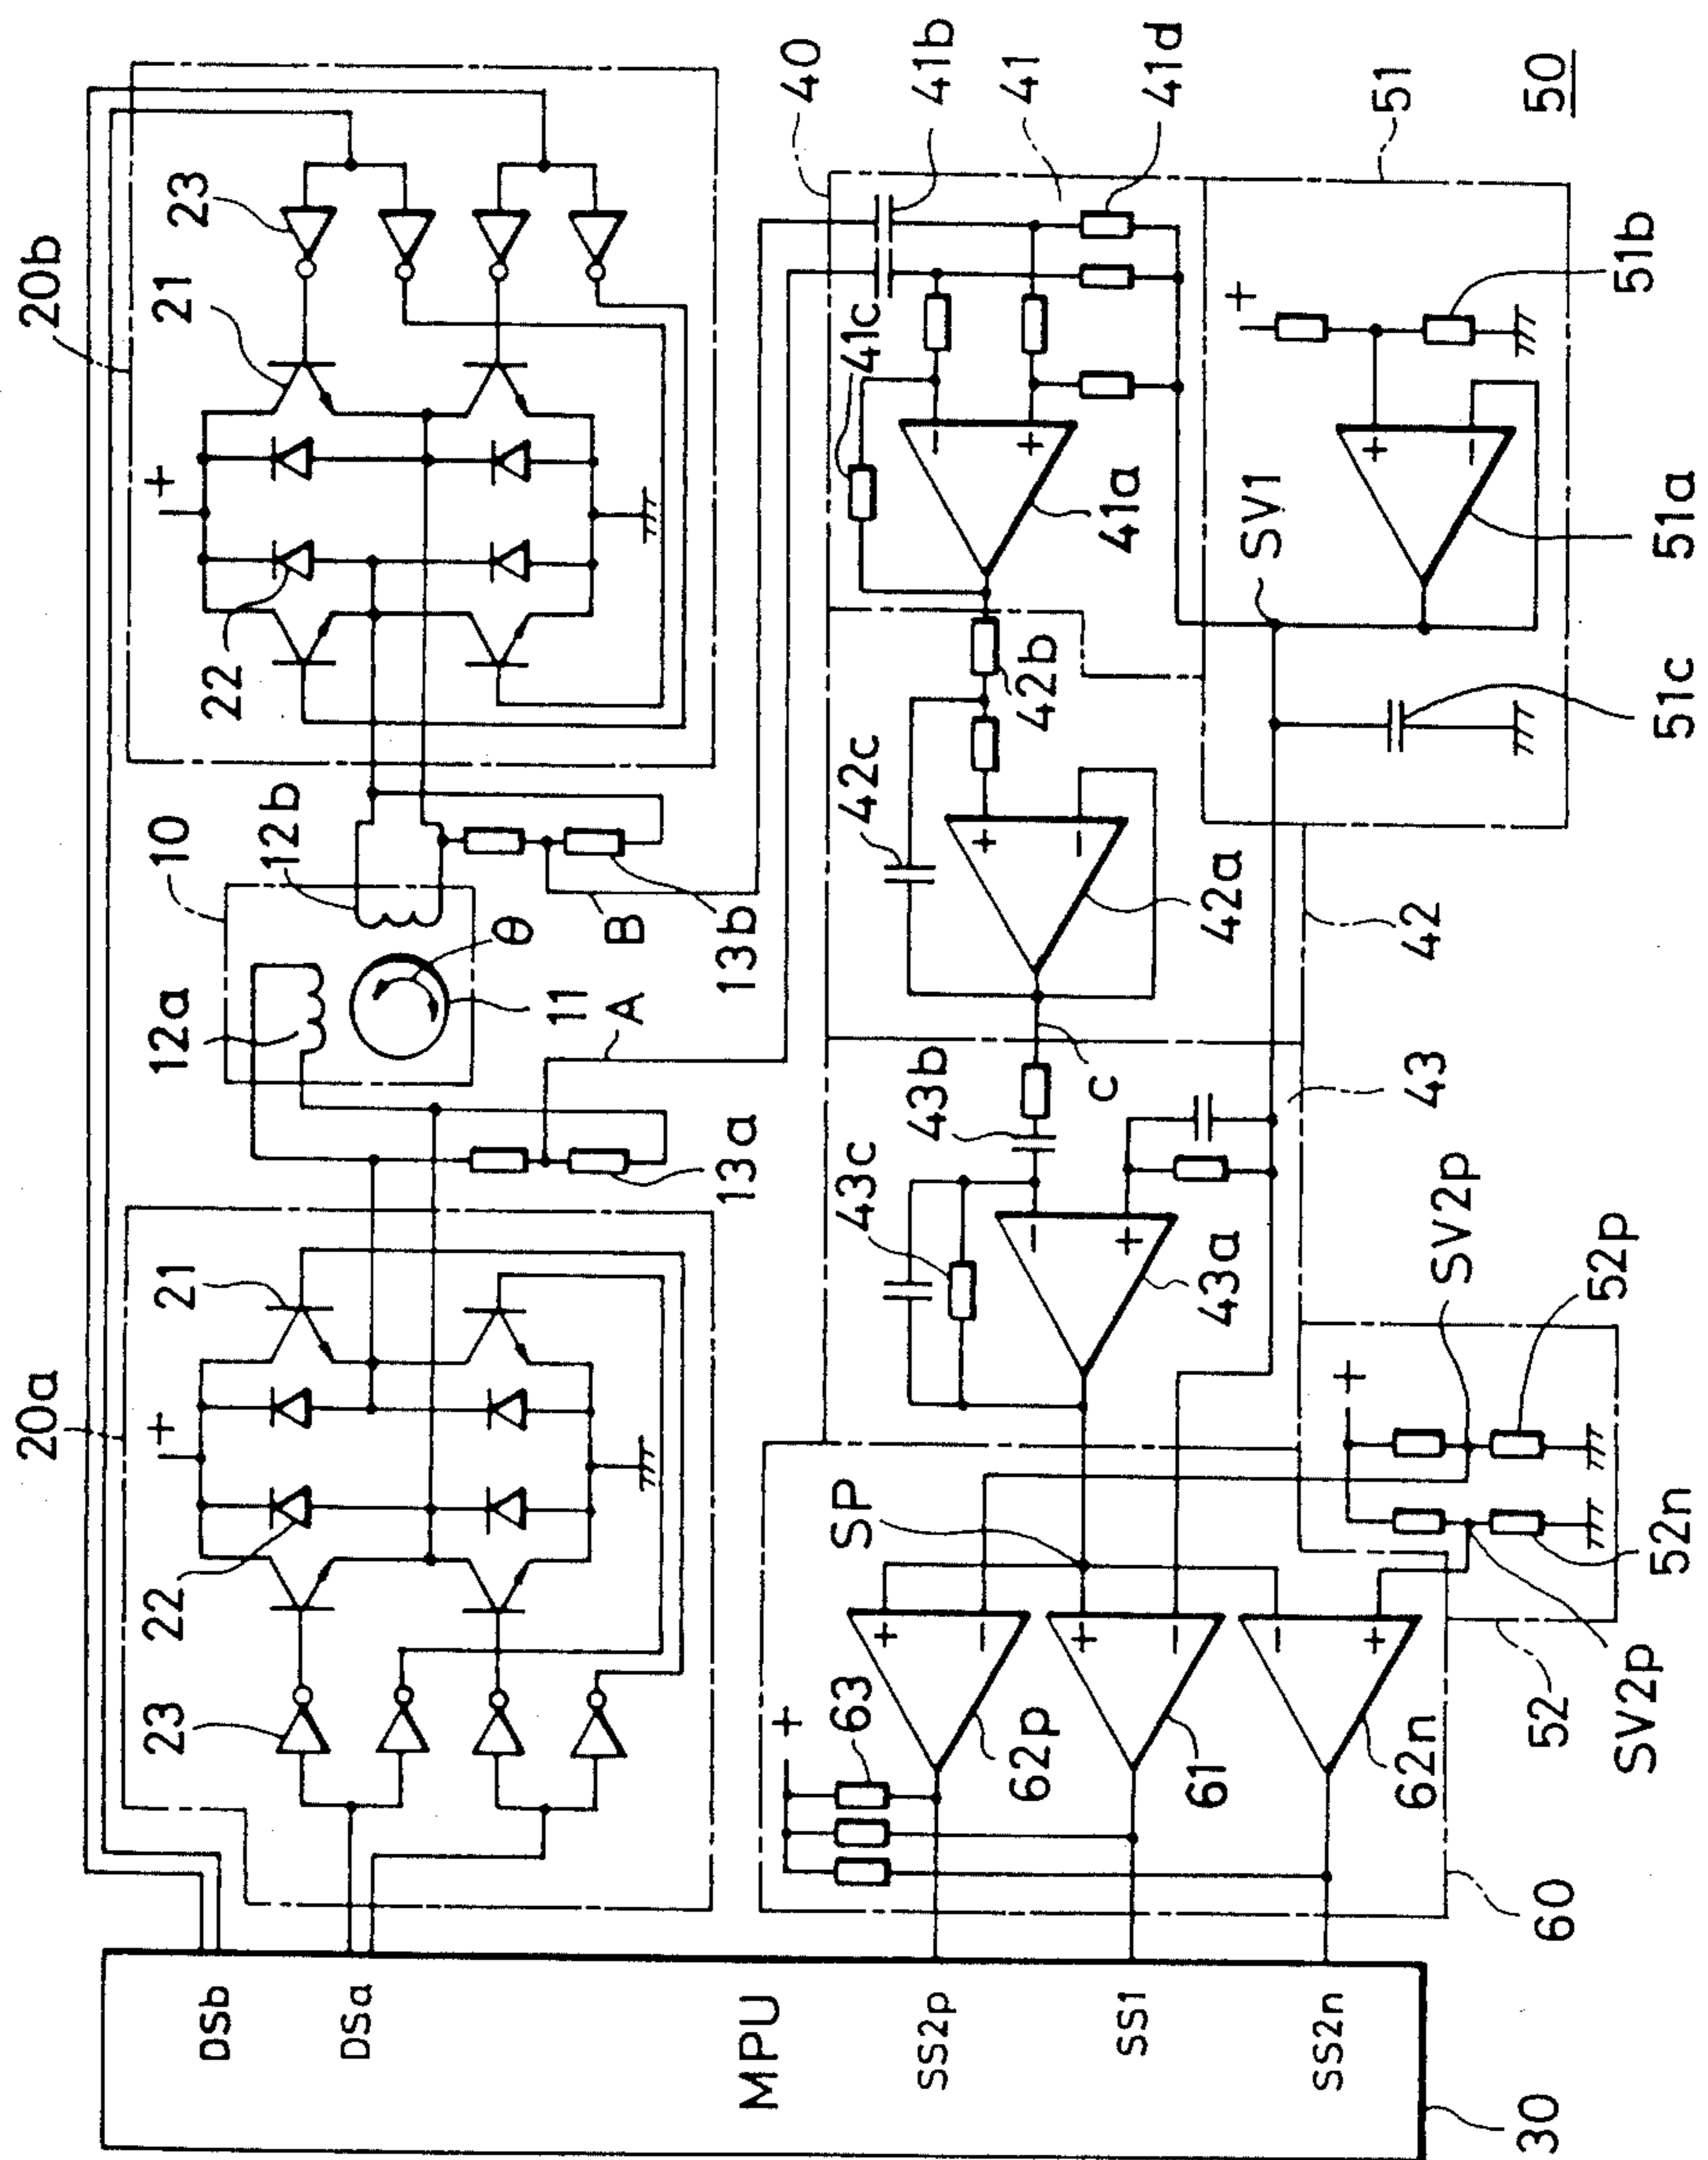 20b
23
21
+
22
10
12b
12a
θ
11
A
B
13b
13a
20a
+
21
22
23
DSb
DSa
MPU
SS2p
SS1
SS2n
30
40
41b
41
41d
41c
-
+
41a
42b
42c
+
-
42a
42
C
43b
43c
-
+
43a
43
51
50
+
51b
+
-
51a
SV1
51c
SP
+
63
+
-
62p
+
-
61
-
+
62n
60
+
SV2p
52p
52n
SV2p
52